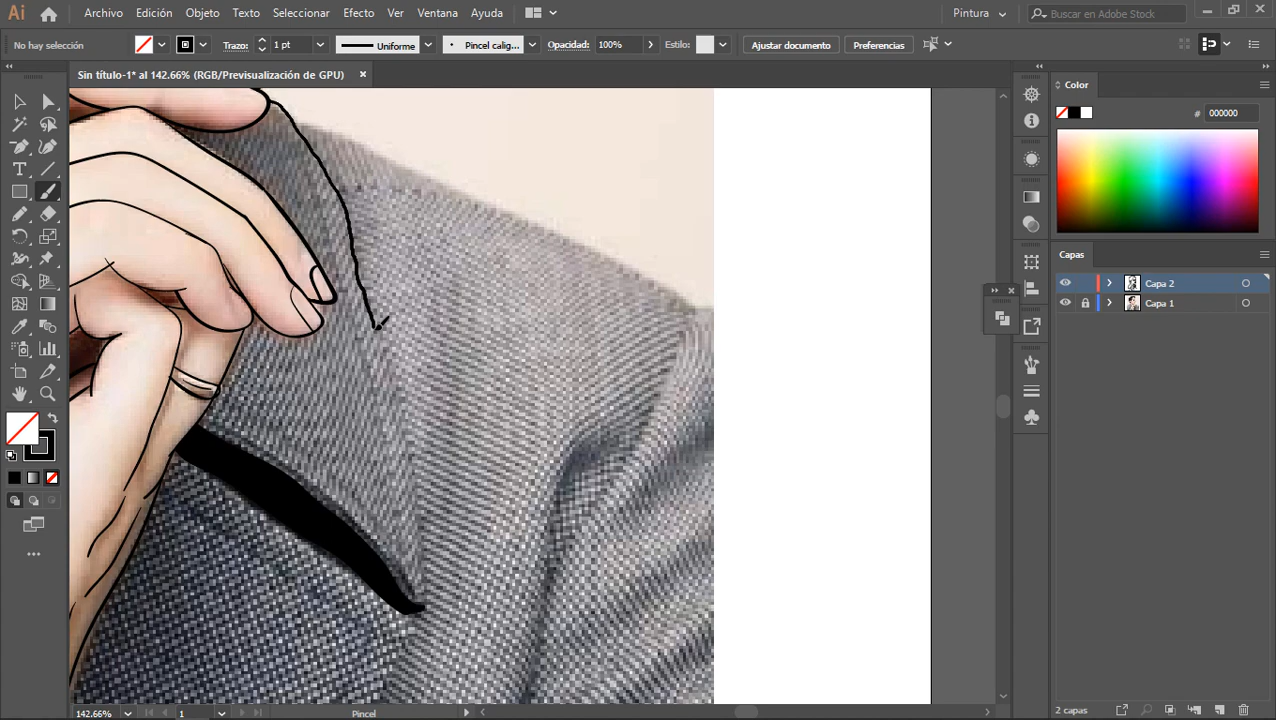 Ai Archivo Edición Objeto Texto Seleccionar Efecto Ver Ventana Ayuda Pintura Buscar en Adobe Stock
No hay selección Trazo: 1 pt Uniforme Pincel calig... Opacidad: 100% Estilo: Ajustar documento Preferencias
Sin título-1* al 142.66% (RGB/Previsualización de GPU)
Color
# 000000
Capas
Capa 2
Capa 1
2 capas
142.66% 1 Pincel